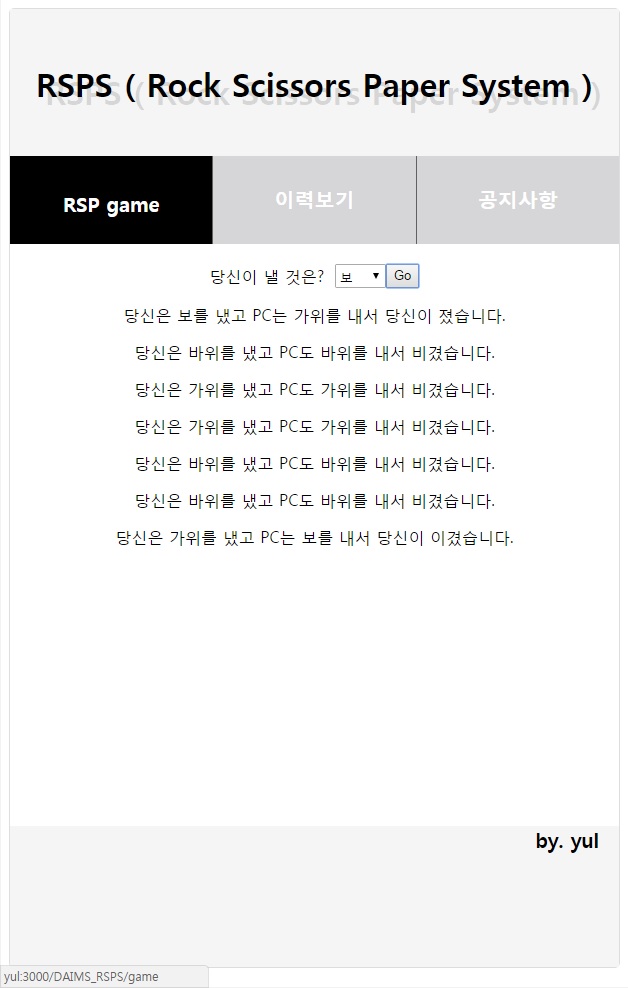 RSPS ( Rock Scissors Paper System )
RSP game 이력보기 공지사항
당신이 낼 것은? 보 Go
당신은 보를 냈고 PC는 가위를 내서 당신이 졌습니다.
당신은 바위를 냈고 PC도 바위를 내서 비겼습니다.
당신은 가위를 냈고 PC도 가위를 내서 비겼습니다.
당신은 가위를 냈고 PC도 가위를 내서 비겼습니다.
당신은 바위를 냈고 PC도 바위를 내서 비겼습니다.
당신은 바위를 냈고 PC도 바위를 내서 비겼습니다.
당신은 가위를 냈고 PC는 보를 내서 당신이 이겼습니다.
by. yul
yul:3000/DAIMS_RSPS/game